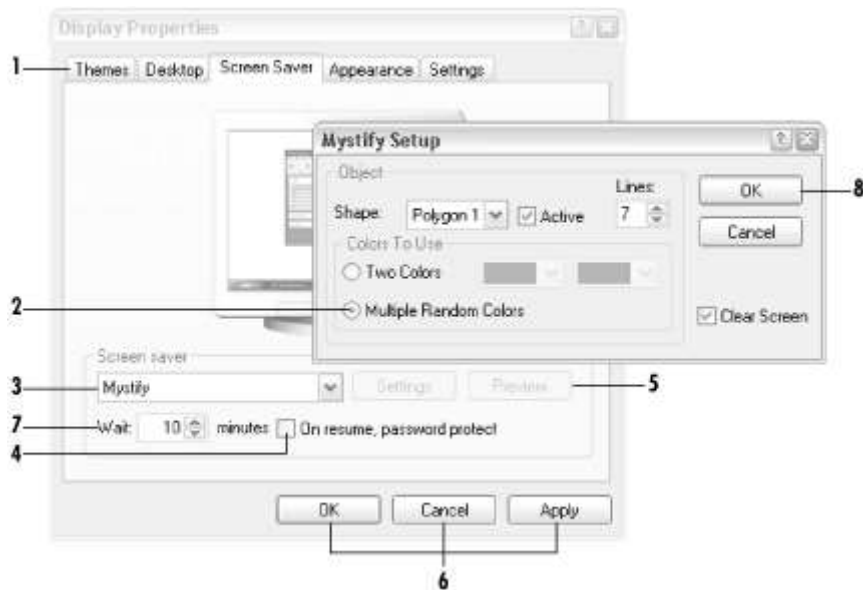 Display Properties
1
Themes Desktop Screen Saver Appearance Settings
Mystify Setup
Object
Lines:
OK
8
Shape: Polygon 1 Active 7
Cancel
Colors To Use
Two Colors
2
Multiple Random Colors
Clear Screen
Screen saver
3
Mystify Settings Preview
5
7
Wait: 10 minutes On resume, password protect
4
OK Cancel Apply
6